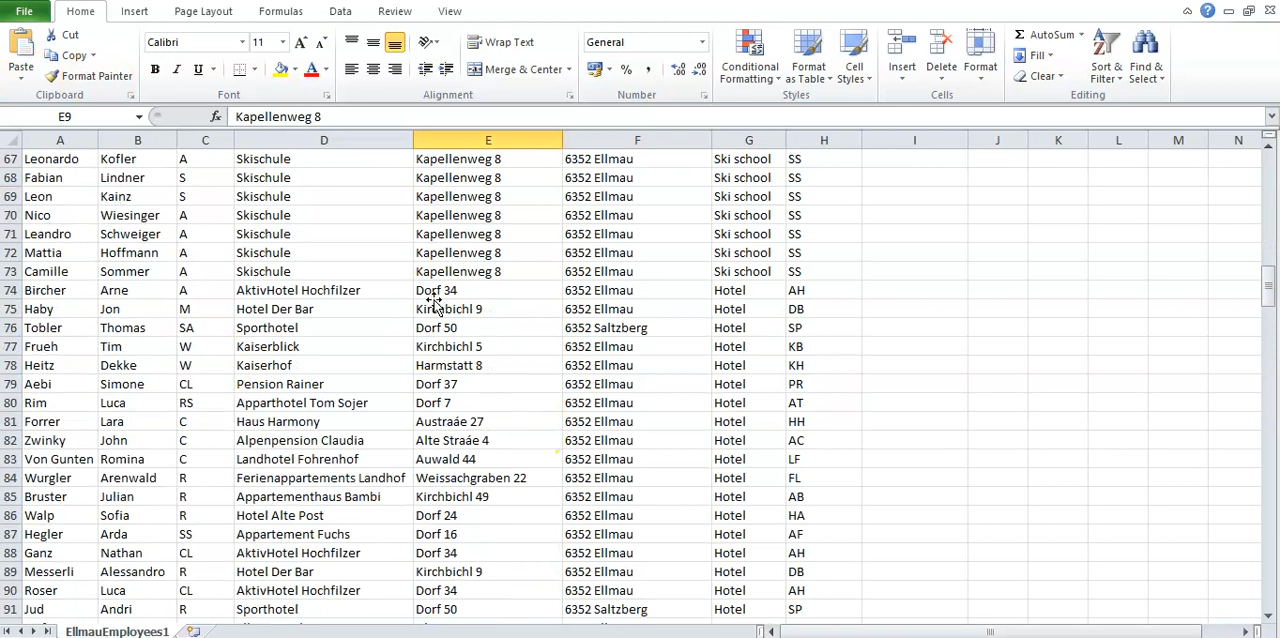 File Home Insert Page Layout Formulas Data Review View
Paste Cut Calibri 11 Wrap Text General Conditional Formatting Format as Table Cell Styles Insert Delete Format AutoSum Sort & Filter Find & Select
Copy Fill
Format Painter B I U A Merge & Center % , Clear
Clipboard Font Alignment Number Styles Cells Editing
E9 fx Kapellenweg 8
A B C D E F G H I J K L M N
67 Leonardo Kofler A Skischule Kapellenweg 8 6352 Ellmau Ski school SS
68 Fabian Lindner S Skischule Kapellenweg 8 6352 Ellmau Ski school SS
69 Leon Kainz S Skischule Kapellenweg 8 6352 Ellmau Ski school SS
70 Nico Wiesinger A Skischule Kapellenweg 8 6352 Ellmau Ski school SS
71 Leandro Schweiger A Skischule Kapellenweg 8 6352 Ellmau Ski school SS
72 Mattia Hoffmann A Skischule Kapellenweg 8 6352 Ellmau Ski school SS
73 Camille Sommer A Skischule Kapellenweg 8 6352 Ellmau Ski school SS
74 Bircher Arne A AktivHotel Hochfilzer Dorf 34 6352 Ellmau Hotel AH
75 Haby Jon M Hotel Der Bar Kirchbichl 9 6352 Ellmau Hotel DB
76 Tobler Thomas SA Sporthotel Dorf 50 6352 Saltzberg Hotel SP
77 Frueh Tim W Kaiserblick Kirchbichl 5 6352 Ellmau Hotel KB
78 Heitz Dekke W Kaiserhof Harmstatt 8 6352 Ellmau Hotel KH
79 Aebi Simone CL Pension Rainer Dorf 37 6352 Ellmau Hotel PR
80 Rim Luca RS Apparthotel Tom Sojer Dorf 7 6352 Ellmau Hotel AT
81 Forrer Lara C Haus Harmony Austraáe 27 6352 Ellmau Hotel HH
82 Zwinky John C Alpenpension Claudia Alte Straáe 4 6352 Ellmau Hotel AC
83 Von Gunten Romina C Landhotel Fohrenhof Auwald 44 6352 Ellmau Hotel LF
84 Wurgler Arenwald R Ferienappartements Landhof Weissachgraben 22 6352 Ellmau Hotel FL
85 Bruster Julian R Appartementhaus Bambi Kirchbichl 49 6352 Ellmau Hotel AB
86 Walp Sofia R Hotel Alte Post Dorf 24 6352 Ellmau Hotel HA
87 Hegler Arda SS Appartement Fuchs Dorf 16 6352 Ellmau Hotel AF
88 Ganz Nathan CL AktivHotel Hochfilzer Dorf 34 6352 Ellmau Hotel AH
89 Messerli Alessandro R Hotel Der Bar Kirchbichl 9 6352 Ellmau Hotel DB
90 Roser Luca CL AktivHotel Hochfilzer Dorf 34 6352 Ellmau Hotel AH
91 Jud Andri R Sporthotel Dorf 50 6352 Saltzberg Hotel SP
EllmauEmployees1